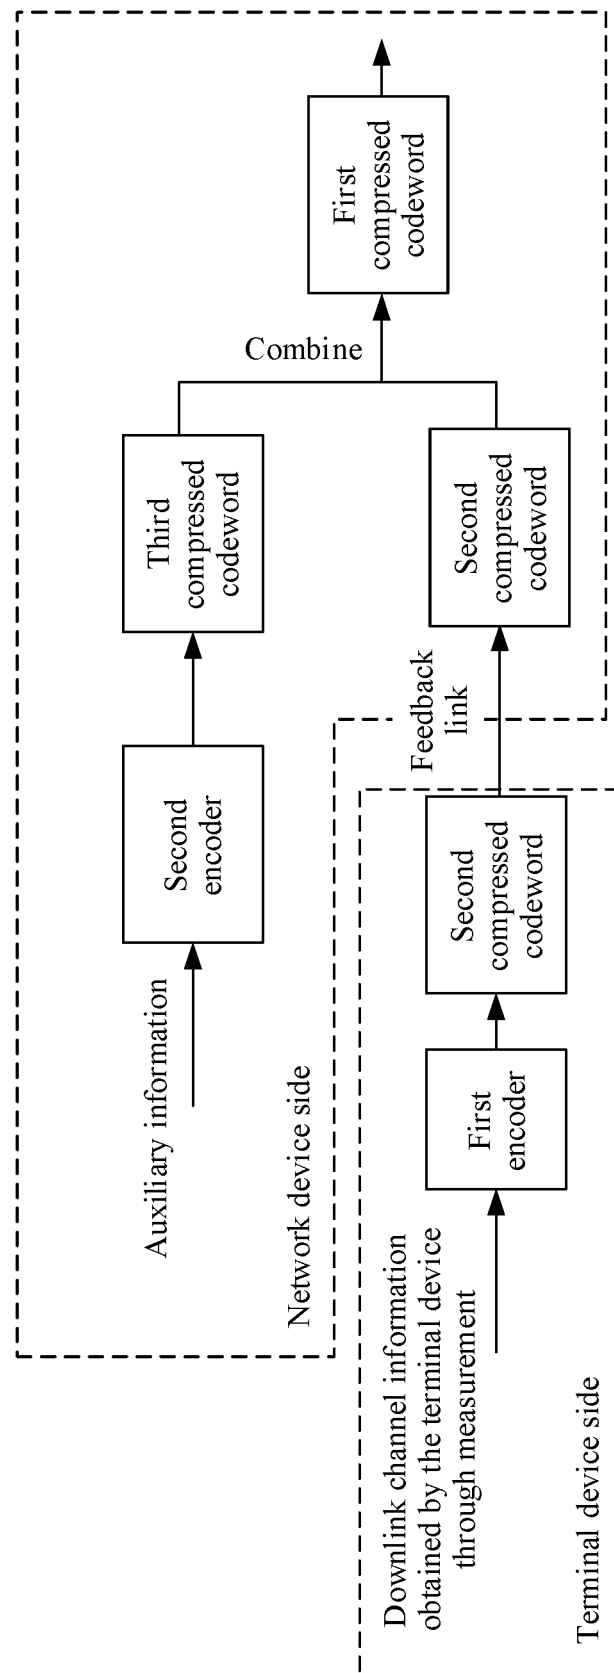 Auxiliary information
Second
encoder
Third
compressed
codeword
Combine
First
compressed
codeword
Network device side
Downlink channel information
obtained by the terminal device
through measurement
First
encoder
Second
compressed
codeword
Feedback
link
Second
compressed
codeword
Terminal device side